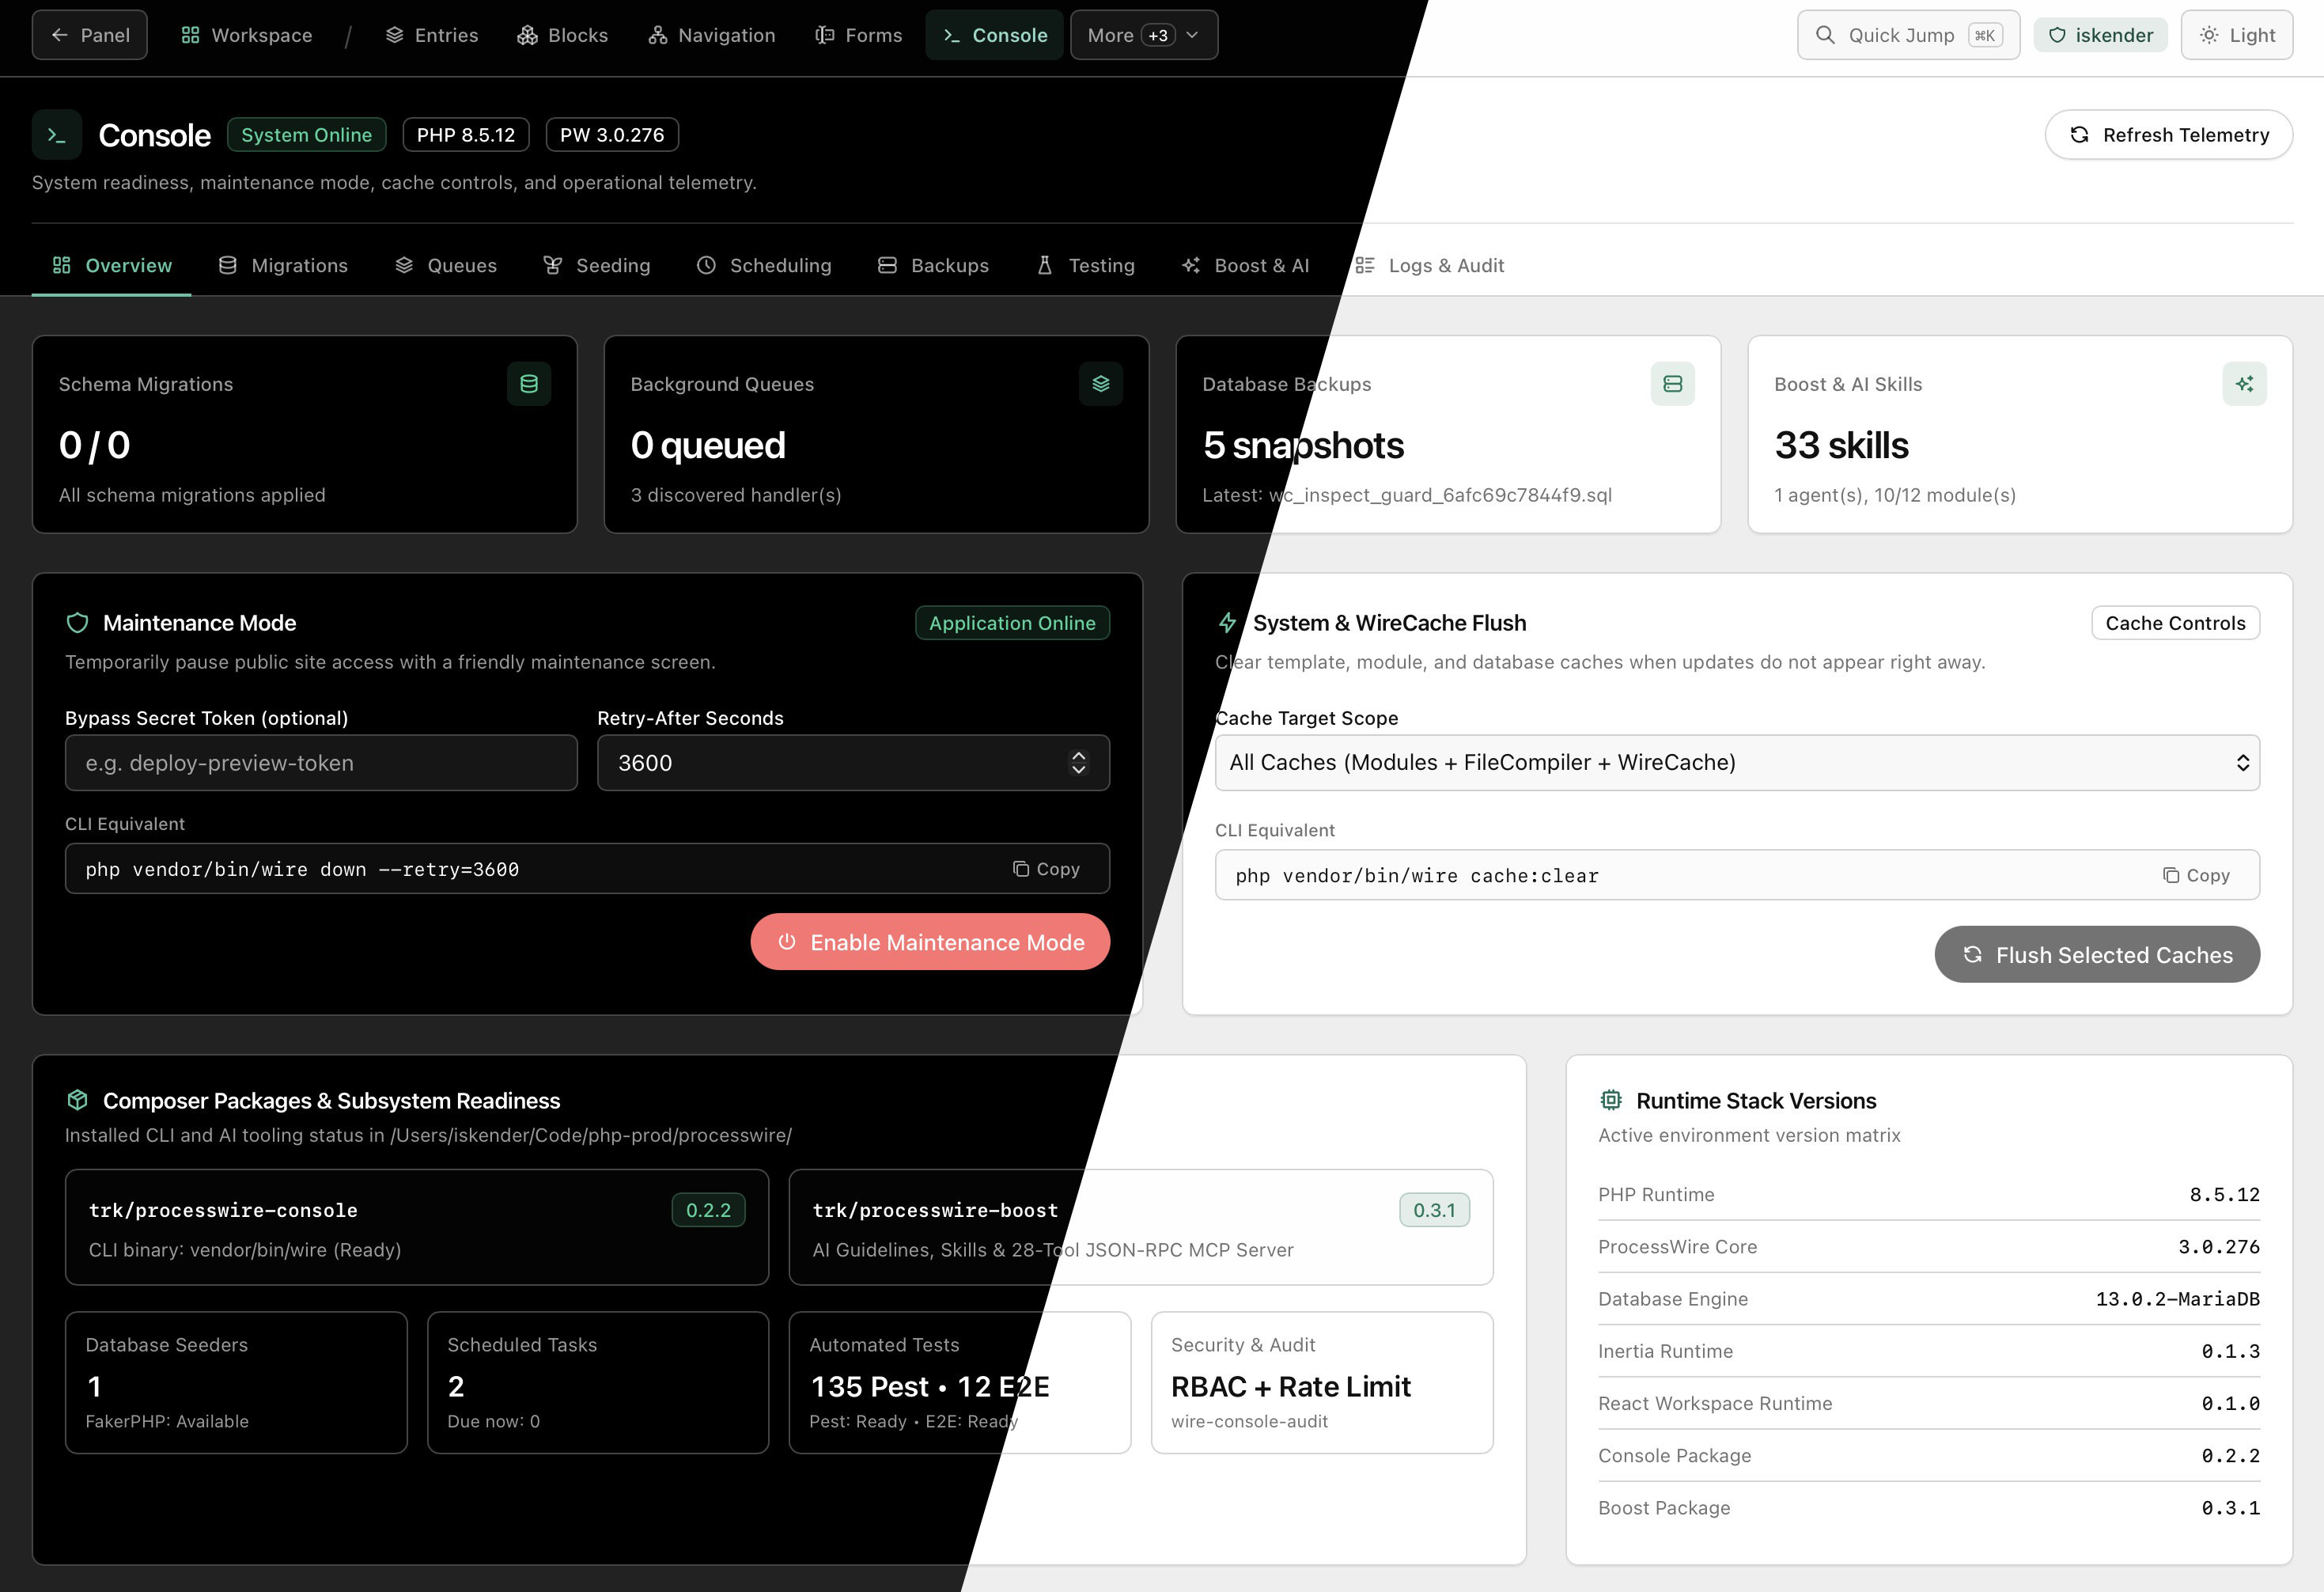 Panel Workspace / Entries Blocks Navigation Forms Console More +3 Quick Jump ⌘K iskender Light
Console System Online PHP 8.5.12 PW 3.0.276 Refresh Telemetry
System readiness, maintenance mode, cache controls, and operational telemetry.
Overview Migrations Queues Seeding Scheduling Backups Testing Boost & AI Logs & Audit
Schema Migrations
0 / 0
All schema migrations applied
Background Queues
0 queued
3 discovered handler(s)
Database Backups
5 snapshots
Latest: wc_inspect_guard_6afc69c7844f9.sql
Boost & AI Skills
33 skills
1 agent(s), 10/12 module(s)
Maintenance Mode Application Online
Temporarily pause public site access with a friendly maintenance screen.
Bypass Secret Token (optional) Retry-After Seconds
e.g. deploy-preview-token 3600
CLI Equivalent
php vendor/bin/wire down --retry=3600 Copy
Enable Maintenance Mode
System & WireCache Flush Cache Controls
Clear template, module, and database caches when updates do not appear right away.
Cache Target Scope
All Caches (Modules + FileCompiler + WireCache)
CLI Equivalent
php vendor/bin/wire cache:clear Copy
Flush Selected Caches
Composer Packages & Subsystem Readiness
Installed CLI and AI tooling status in /Users/iskender/Code/php-prod/processwire/
trk/processwire-console 0.2.2
CLI binary: vendor/bin/wire (Ready)
trk/processwire-boost 0.3.1
AI Guidelines, Skills & 28-Tool JSON-RPC MCP Server
Database Seeders
1
FakerPHP: Available
Scheduled Tasks
2
Due now: 0
Automated Tests
135 Pest • 12 E2E
Pest: Ready • E2E: Ready
Security & Audit
RBAC + Rate Limit
wire-console-audit
Runtime Stack Versions
Active environment version matrix
PHP Runtime 8.5.12
ProcessWire Core 3.0.276
Database Engine 13.0.2-MariaDB
Inertia Runtime 0.1.3
React Workspace Runtime 0.1.0
Console Package 0.2.2
Boost Package 0.3.1